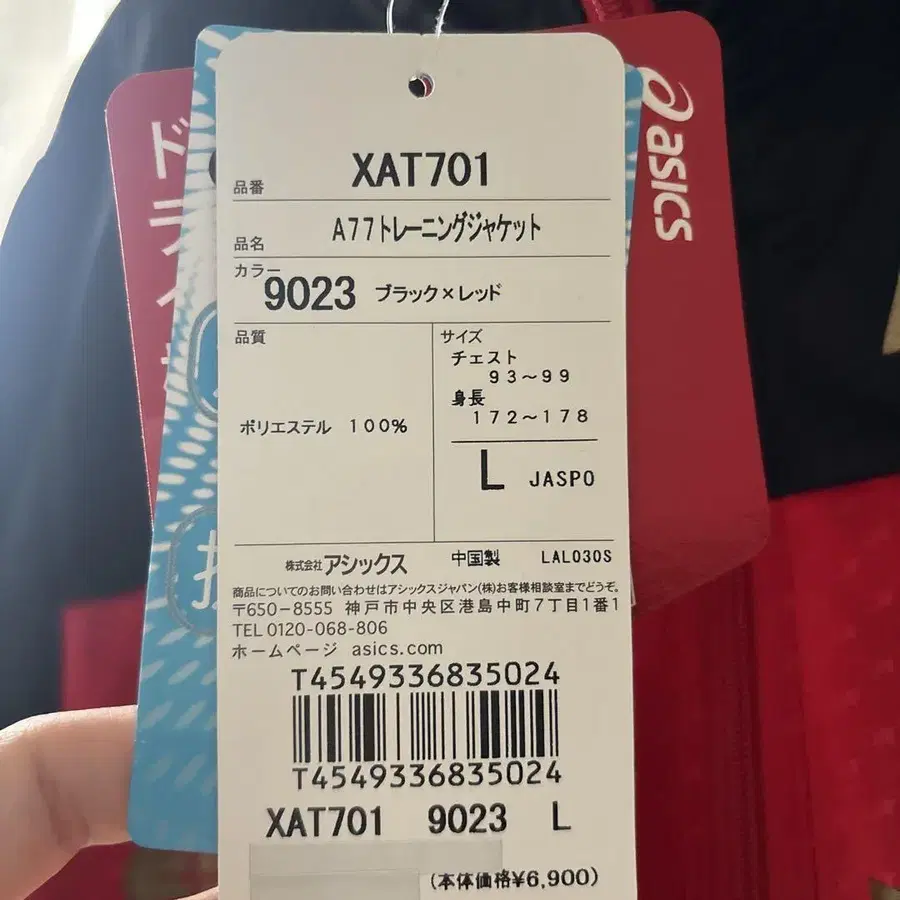 asics
品番 XAT701
品名 A77トレーニングジャケット
カラー
9023 ブラック×レッド
品質
ポリエステル 100%
サイズ
チェスト
93～99
身長
172～178
L JASPO
株式会社アシックス 中国製 LAL030S
商品についてのお問い合わせはアシックスジャパン(株)お客様相談室までどうぞ。
〒650-8555 神戸市中央区港島中町7丁目1番1
TEL 0120-068-806
ホームページ asics.com
T4549336835024
T4549336835024
XAT701 9023 L
(本体価格¥6,900)